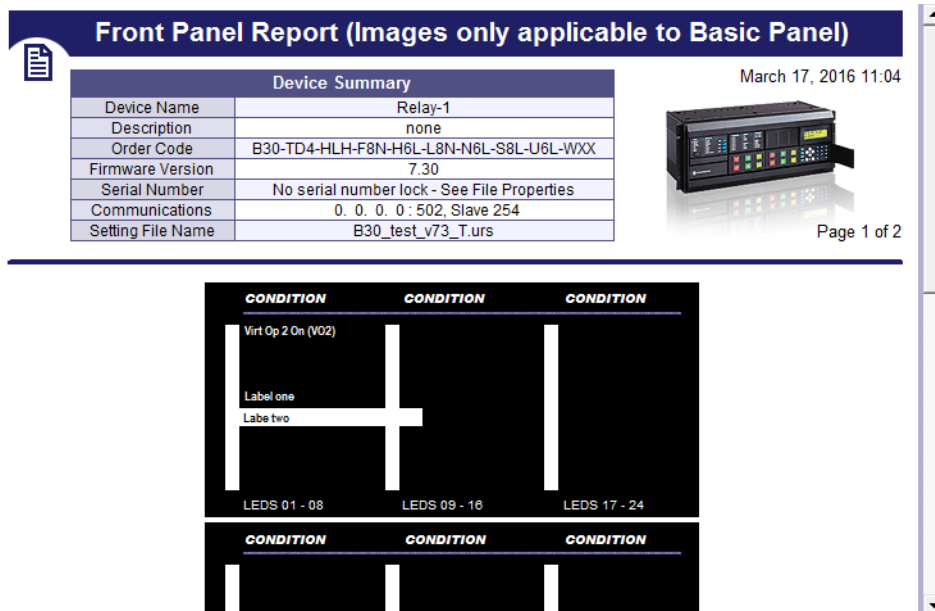 Front Panel Report (Images only applicable to Basic Panel)
March 17, 2016 11:04
Device Summary
Device Name Relay-1
Description none
Order Code B30-TD4-HLH-F8N-H6L-L8N-N6L-S8L-U6L-WXX
Firmware Version 7.30
Serial Number No serial number lock - See File Properties
Communications 0. 0. 0. 0 : 502, Slave 254
Setting File Name B30_test_v73_T.urs
Page 1 of 2
CONDITION CONDITION CONDITION
Virt Op 2 On (VO2)
Label one
Labe two
LEDS 01 - 08 LEDS 09 - 16 LEDS 17 - 24
CONDITION CONDITION CONDITION